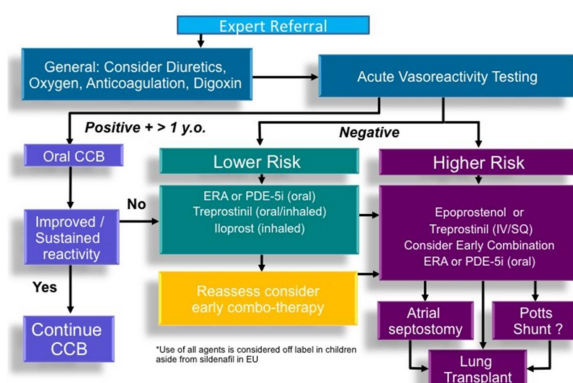 Expert Referral
General: Consider Diuretics,
Oxygen, Anticoagulation, Digoxin
Acute Vasoreactivity Testing
Positive + > 1 y.o.
Negative
Oral CCB
Lower Risk
Higher Risk
No
ERA or PDE-5i (oral)
Treprostinil (oral/inhaled)
Iloprost (inhaled)
Epoprostenol or
Treprostinil (IV/SQ)
Consider Early Combination
ERA or PDE-5i (oral)
Improved /
Sustained
reactivity
Yes
Reassess consider
early combo-therapy
Continue
CCB
Atrial
septostomy
Potts
Shunt ?
*Use of all agents is considered off label in children
aside from sildenafil in EU
Lung
Transplant